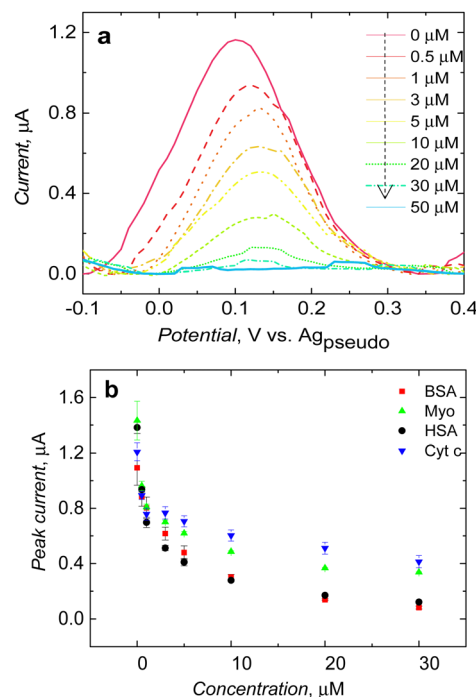 a
0 µM
0.5 µM
1 µM
3 µM
5 µM
10 µM
20 µM
30 µM
50 µM
1.2
0.8
0.4
0.0
Current, µA
-0.1 0.0 0.1 0.2 0.3 0.4
Potential, V vs. Agpseudo
b
BSA
Myo
HSA
Cyt c
1.6
1.2
0.8
0.4
0.0
Peak current, µA
0 10 20 30
Concentration, µM